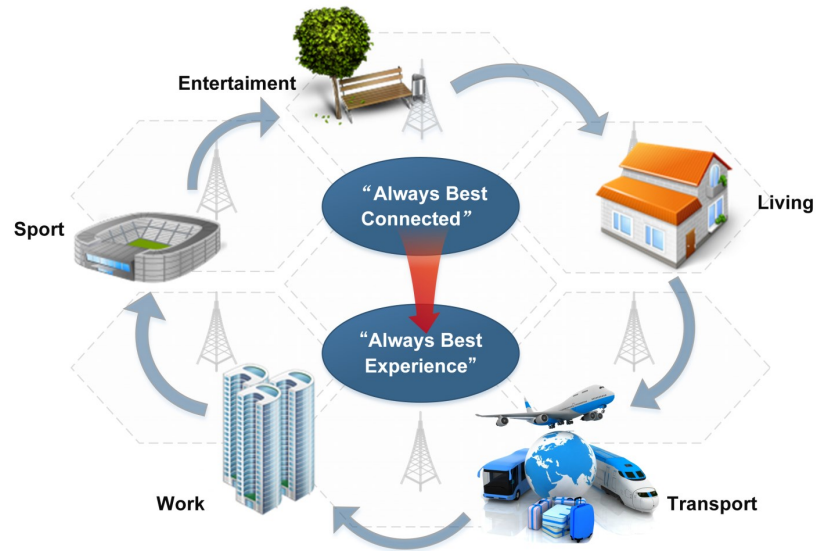 Entertaiment
“Always Best
Connected”
Living
Sport
“Always Best
Experience”
Work
Transport